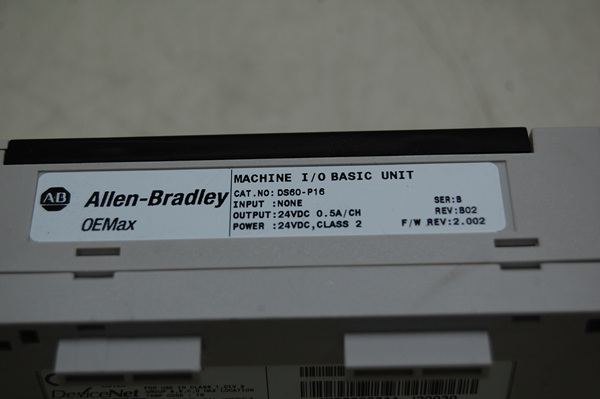 AB Allen-Bradley
OEMax
MACHINE I/O BASIC UNIT
CAT.NO: DS60-P16
INPUT :NONE
OUTPUT:24VDC 0.5A/CH
POWER :24VDC,CLASS 2
SER:B
REV:B02
F/W REV:2.002
DeviceNet